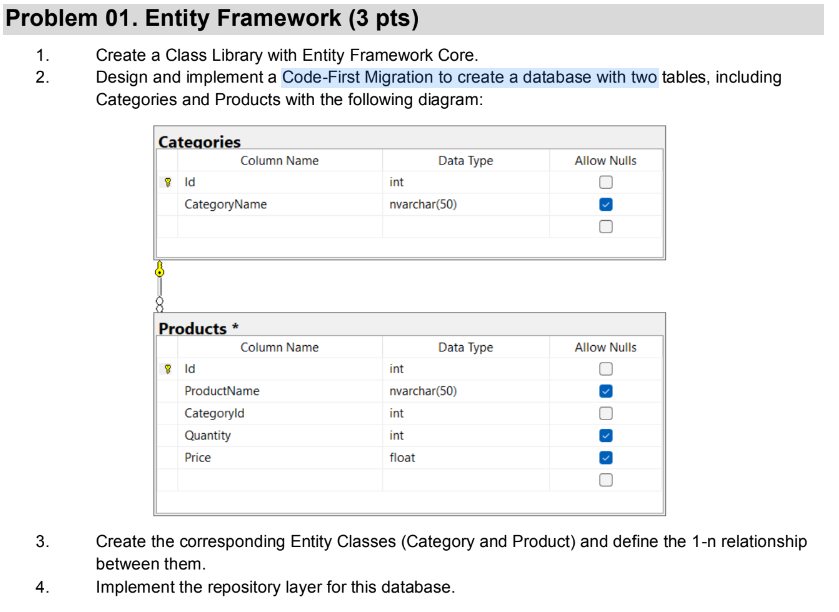 Problem 01. Entity Framework (3 pts)
1. Create a Class Library with Entity Framework Core.
2. Design and implement a Code-First Migration to create a database with two tables, including
Categories and Products with the following diagram:
Categories
Column Name Data Type Allow Nulls
Id int
CategoryName nvarchar(50)
Products *
Column Name Data Type Allow Nulls
Id int
ProductName nvarchar(50)
CategoryId int
Quantity int
Price float
3. Create the corresponding Entity Classes (Category and Product) and define the 1-n relationship
between them.
4. Implement the repository layer for this database.